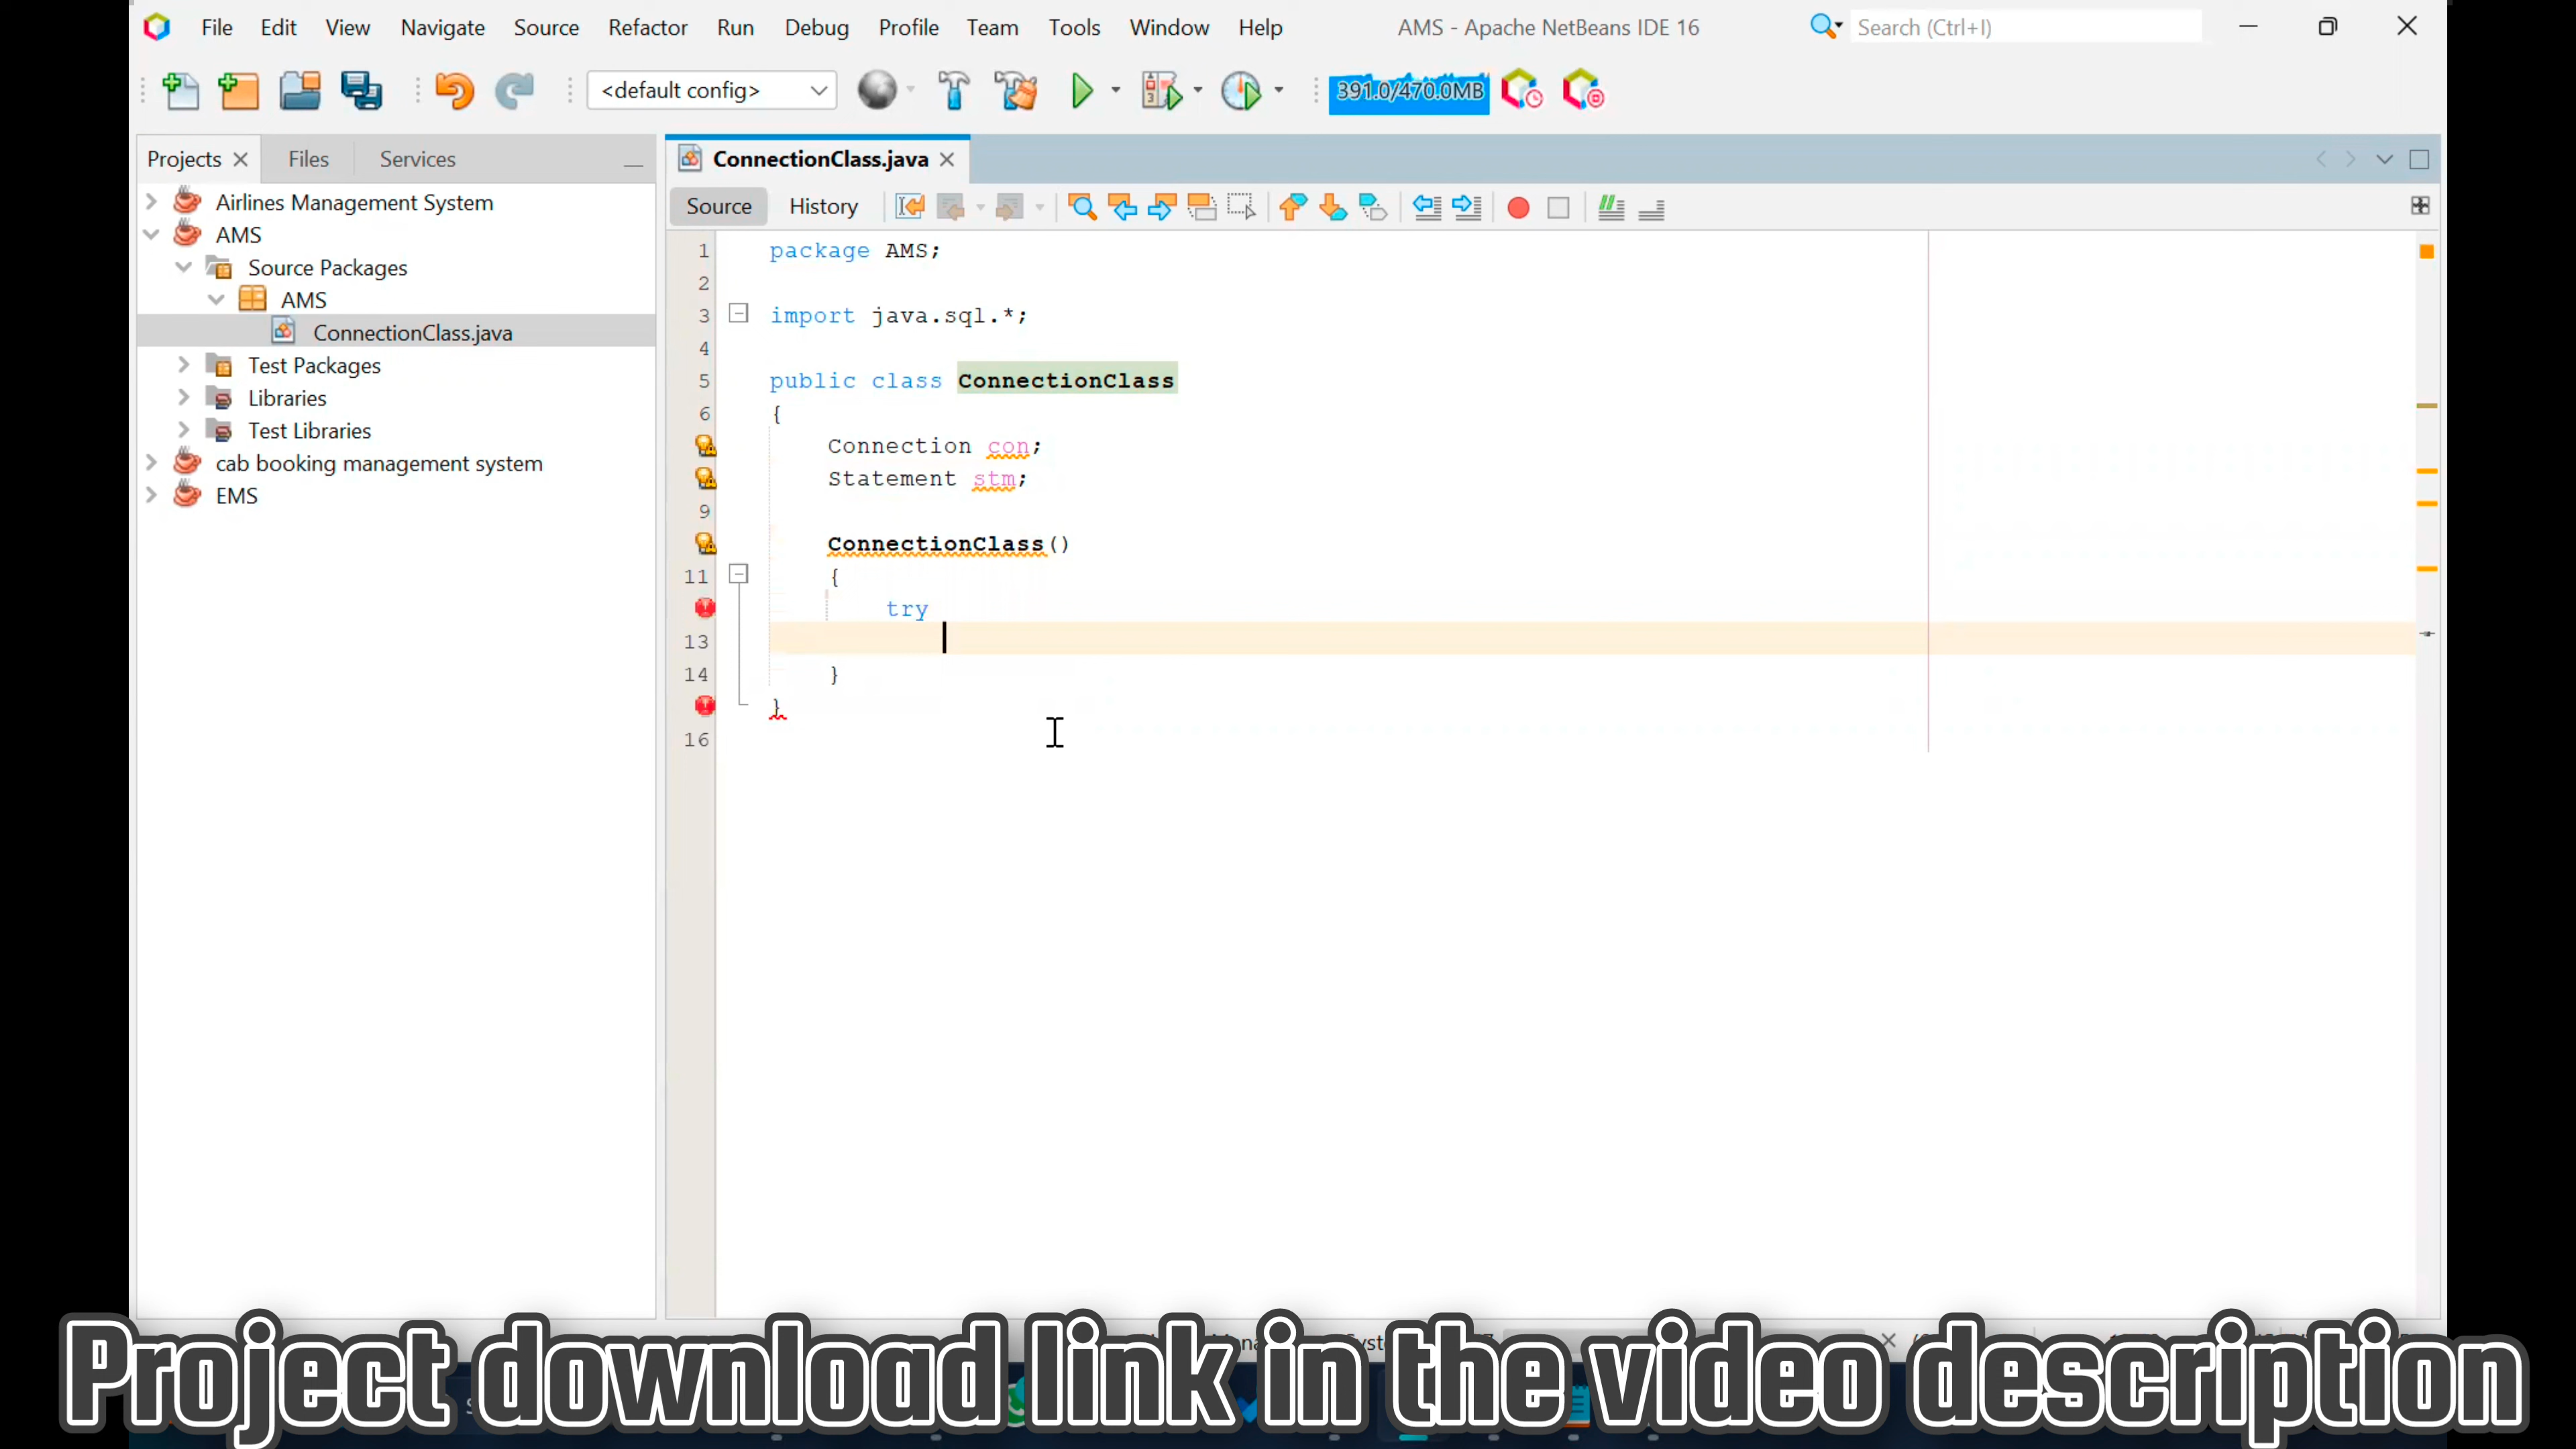 File Edit View Navigate Source Refactor Run Debug Profile Team Tools Window Help AMS - Apache NetBeans IDE 16 Search (Ctrl+I)
<default config> 391.0/470.0MB
Projects Files Services ConnectionClass.java
Source History
Airlines Management System
AMS
Source Packages
AMS
ConnectionClass.java
Test Packages
Libraries
Test Libraries
cab booking management system
EMS
1 package AMS;
2
3 import java.sql.*;
4
5 public class ConnectionClass
6 {
Connection con;
Statement stm;
9
ConnectionClass()
11 {
try
13
14 }
}
16
Project download link in the video description